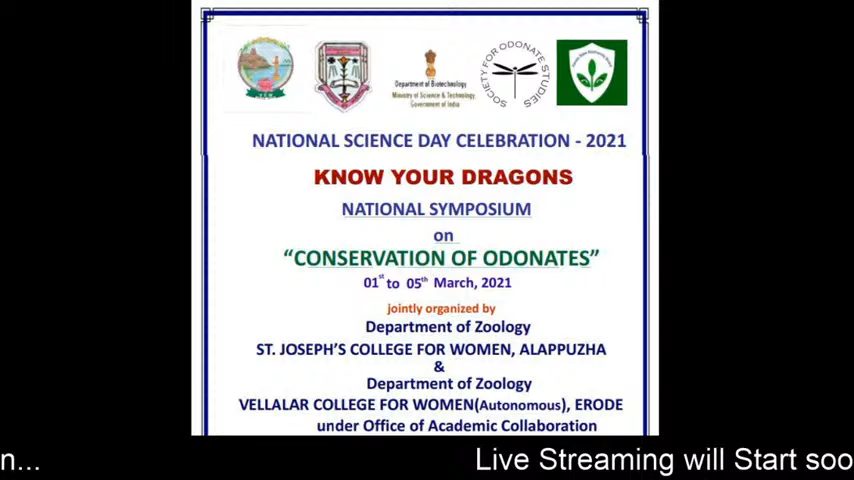 Department of Biotechnology
Ministry of Science & Technology
Government of India
SOCIETY FOR ODONATE STUDIES
NATIONAL SCIENCE DAY CELEBRATION - 2021
KNOW YOUR DRAGONS
NATIONAL SYMPOSIUM
on
“CONSERVATION OF ODONATES”
01st to 05th March, 2021
jointly organized by
Department of Zoology
ST. JOSEPH’S COLLEGE FOR WOMEN, ALAPPUZHA
&
Department of Zoology
VELLALAR COLLEGE FOR WOMEN(Autonomous), ERODE
under Office of Academic Collaboration
n... Live Streaming will Start soo